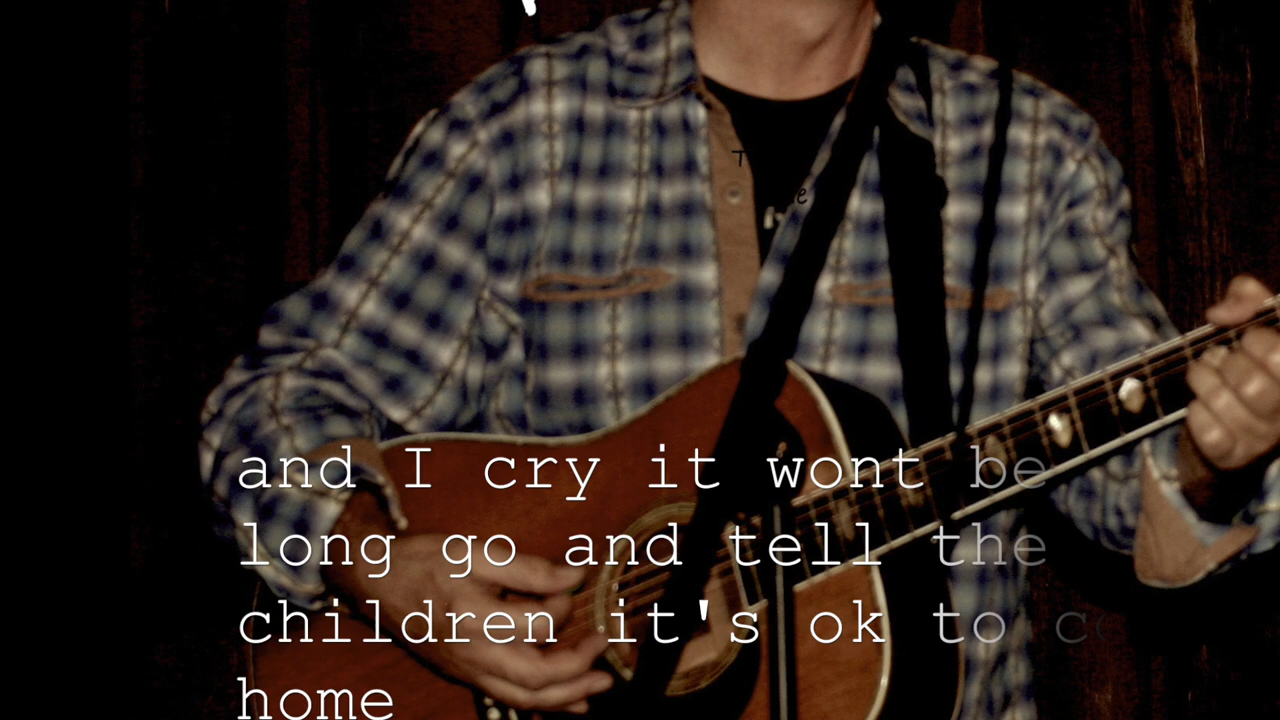 and I cry it wont be
long go and tell the
children it's ok to
home